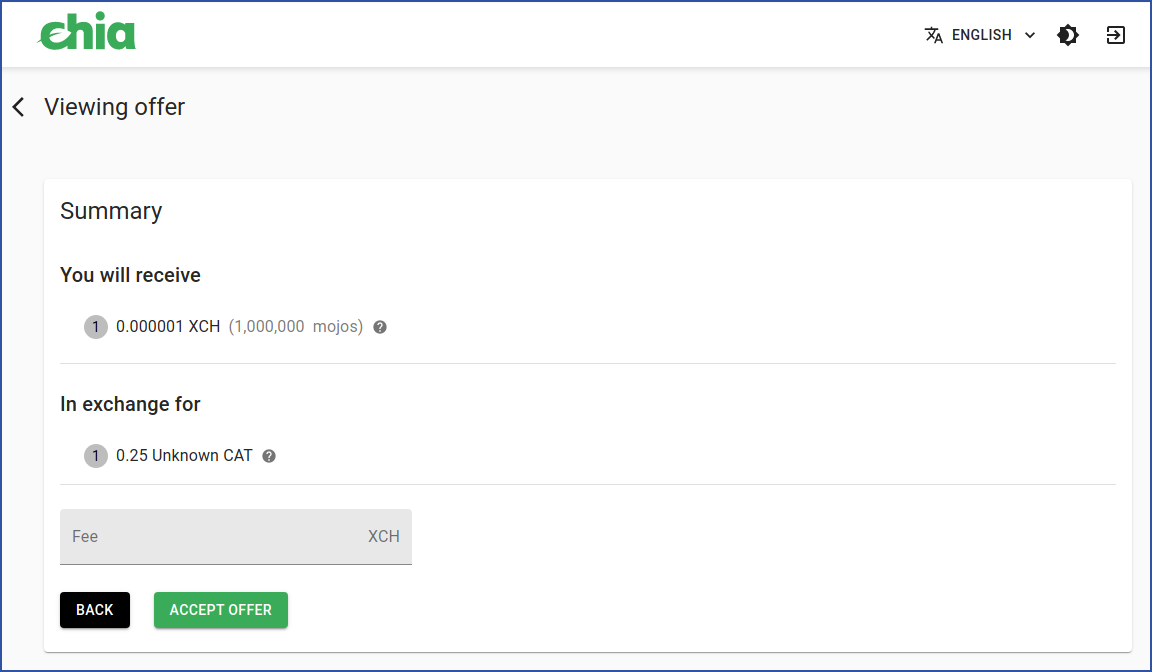 chia
ENGLISH
Viewing offer
Summary
You will receive
1 0.000001 XCH (1,000,000 mojos) ?
In exchange for
1 0.25 Unknown CAT ?
Fee XCH
BACK ACCEPT OFFER